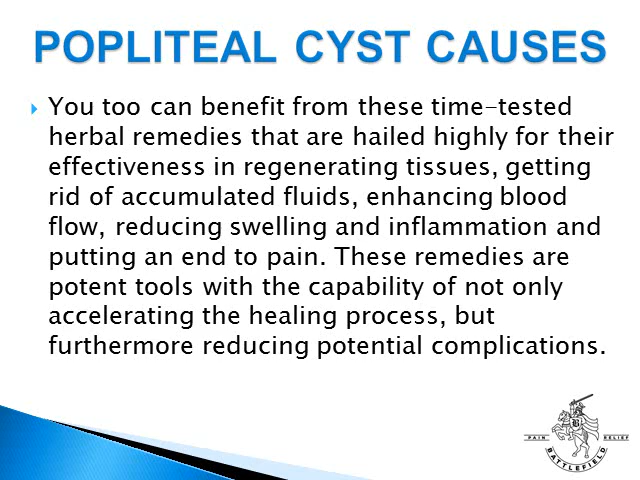 POPLITEAL CYST CAUSES
You too can benefit from these time-tested
herbal remedies that are hailed highly for their
effectiveness in regenerating tissues, getting
rid of accumulated fluids, enhancing blood
flow, reducing swelling and inflammation and
putting an end to pain. These remedies are
potent tools with the capability of not only
accelerating the healing process, but
furthermore reducing potential complications.
PAIN RELIEF
BATTLEFIELD